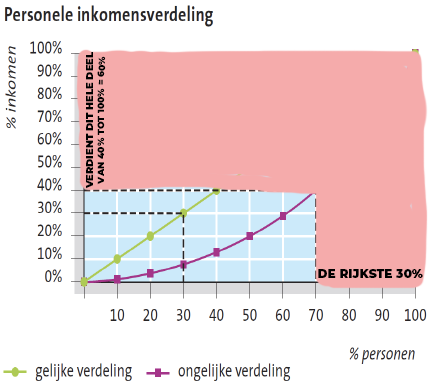 Personele inkomensverdeling
% inkomen
100%
90%
80%
70%
60%
50%
40%
30%
20%
10%
0%
VERDIENT DIT HELE DEEL
VAN 40% TOT 100% = 60%
DE RIJKSTE 30%
10 20 30 40 50 60 70 80 90 100
% personen
gelijke verdeling ongelijke verdeling